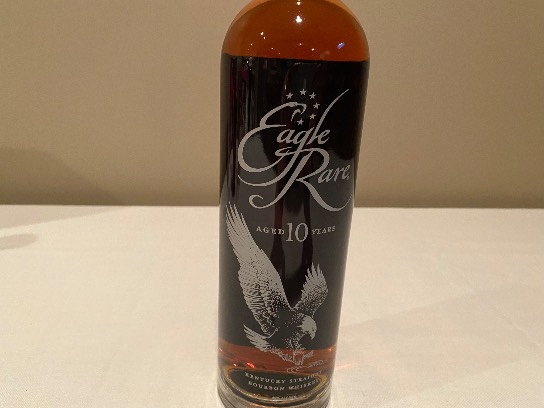 Eagle
Rare
AGED 10 YEARS
KENTUCKY STRAIGHT
BOURBON WHISKEY